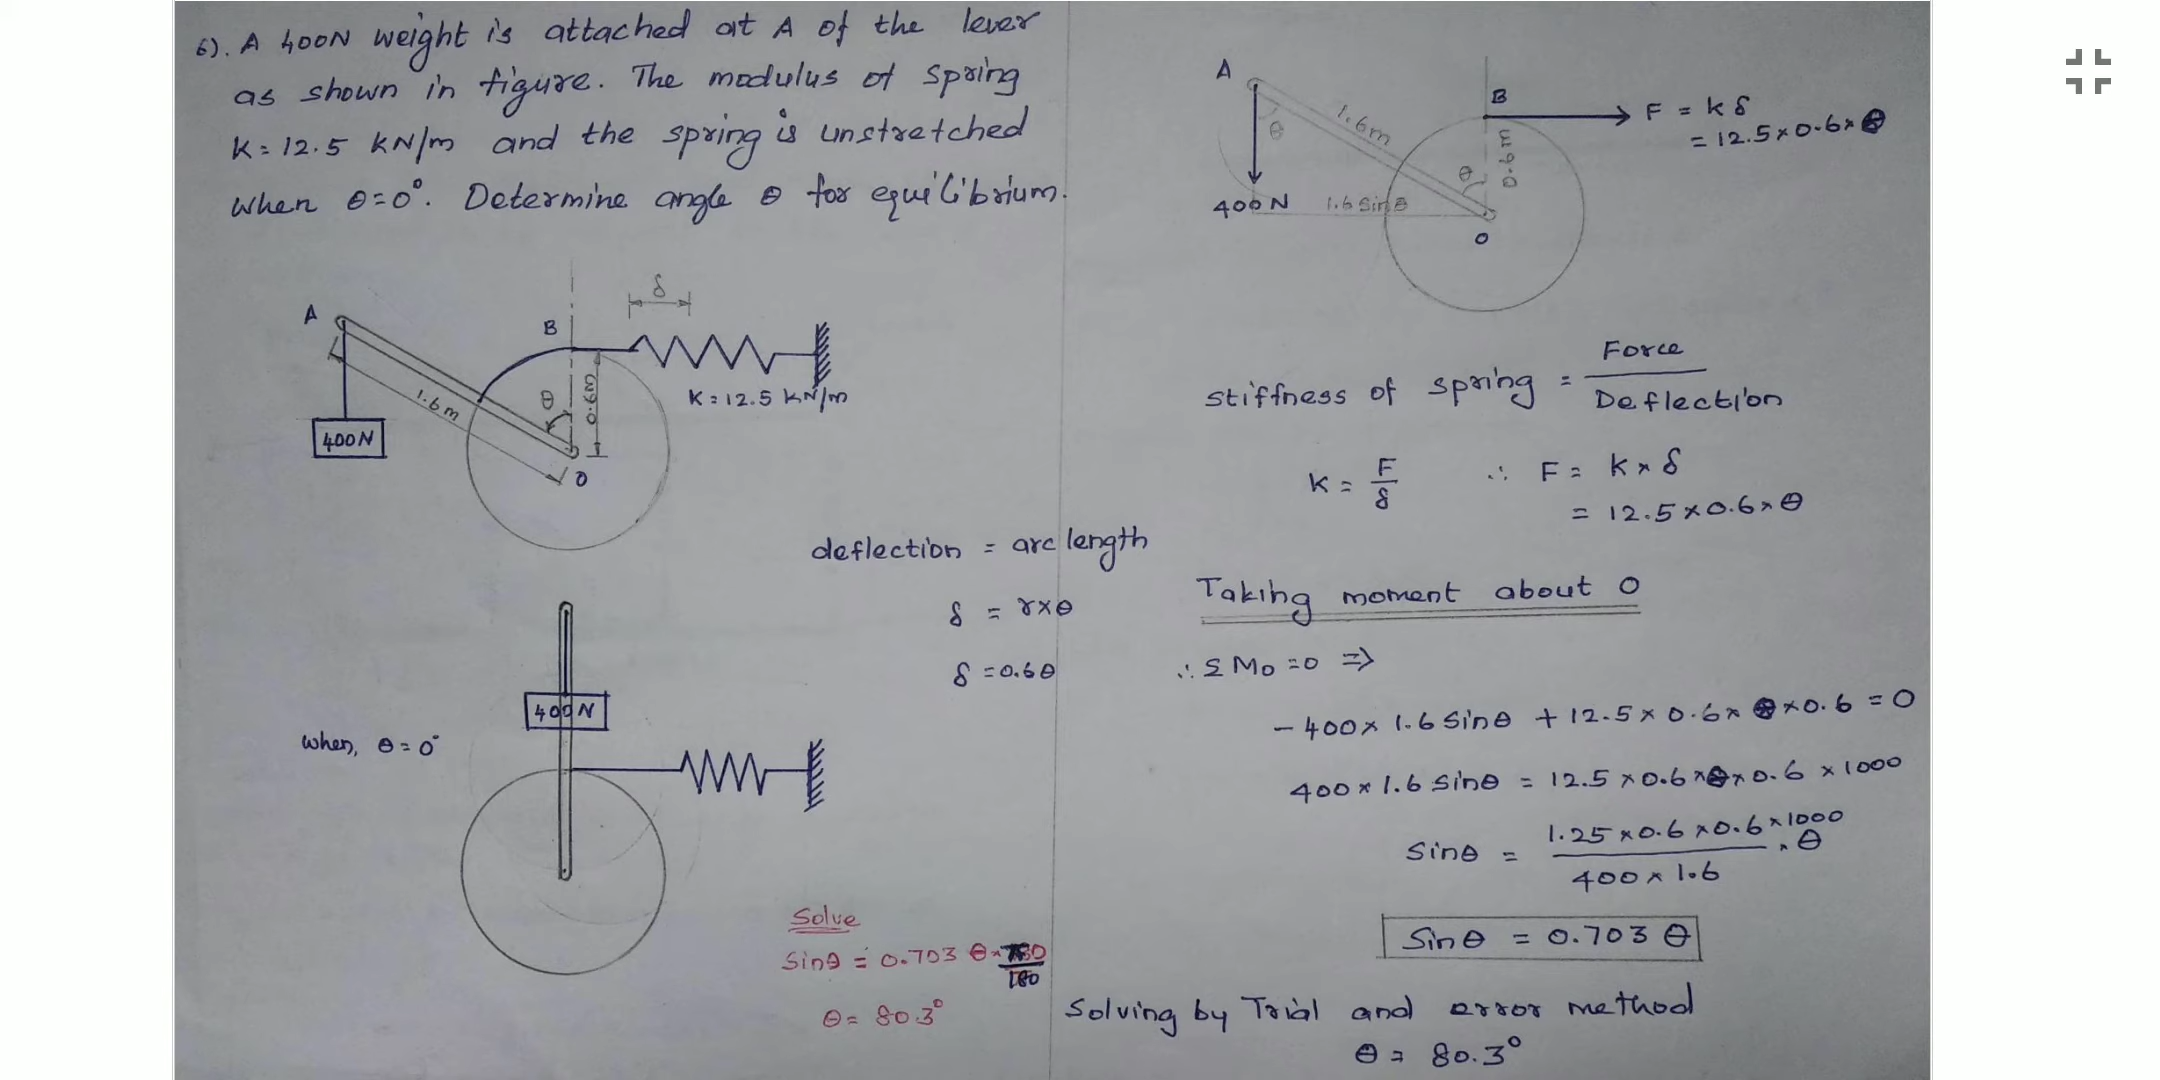 6). A 400N weight is attached at A of the lever
as shown in figure. The modulus of spring
K = 12.5 kN/m and the spring is unstretched
when θ=0°. Determine angle θ for equilibrium.
δ
A
B
θ
0.6m
1.6m
K = 12.5 kN/m
400N
O
deflection = arc length
δ = r×θ
δ = 0.6θ
400N
when, θ = 0°
Solve
Sinθ = 0.703 θ×
180
θ = 80.3°
A
B
F = k δ
= 12.5×0.6×θ
1.6m
θ
θ
0.6m
400N
1.6 Sinθ
O
Stiffness of spring = Force
Deflection
K = F
δ
∴ F = K × δ
= 12.5×0.6×θ
Taking moment about O
∴ Σ Mo = 0 ⇒
- 400× 1.6 Sinθ + 12.5× 0.6× θ ×0.6 = 0
400×1.6 Sinθ = 12.5 ×0.6×θ×0.6 ×1000
Sinθ = 1.25×0.6×0.6×1000 . θ
400 × 1.6
Sinθ = 0.703 θ
Solving by Trial and error method
θ = 80.3°